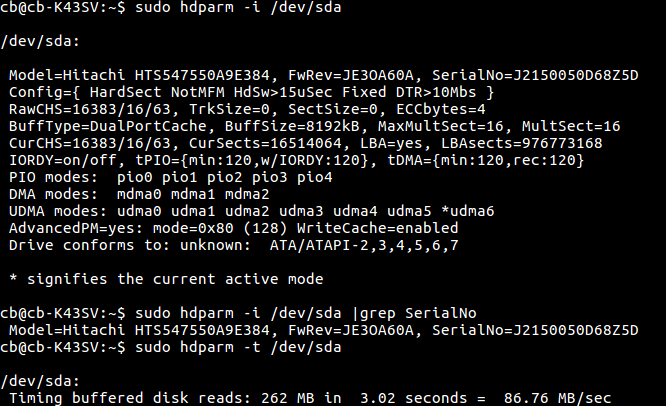 cb@cb-K43SV:~$ sudo hdparm -i /dev/sda
/dev/sda:
Model=Hitachi HTS547550A9E384, FwRev=JE3OA60A, SerialNo=J2150050D68Z5D
Config={ HardSect NotMFM HdSw>15uSec Fixed DTR>10Mbs }
RawCHS=16383/16/63, TrkSize=0, SectSize=0, ECCbytes=4
BuffType=DualPortCache, BuffSize=8192kB, MaxMultSect=16, MultSect=16
CurCHS=16383/16/63, CurSects=16514064, LBA=yes, LBAsects=976773168
IORDY=on/off, tPIO={min:120,w/IORDY:120}, tDMA={min:120,rec:120}
PIO modes:  pio0 pio1 pio2 pio3 pio4
DMA modes:  mdma0 mdma1 mdma2
UDMA modes: udma0 udma1 udma2 udma3 udma4 udma5 *udma6
AdvancedPM=yes: mode=0x80 (128) WriteCache=enabled
Drive conforms to: unknown:  ATA/ATAPI-2,3,4,5,6,7
* signifies the current active mode
cb@cb-K43SV:~$ sudo hdparm -i /dev/sda |grep SerialNo
Model=Hitachi HTS547550A9E384, FwRev=JE3OA60A, SerialNo=J2150050D68Z5D
cb@cb-K43SV:~$ sudo hdparm -t /dev/sda
/dev/sda:
Timing buffered disk reads: 262 MB in  3.02 seconds =  86.76 MB/sec